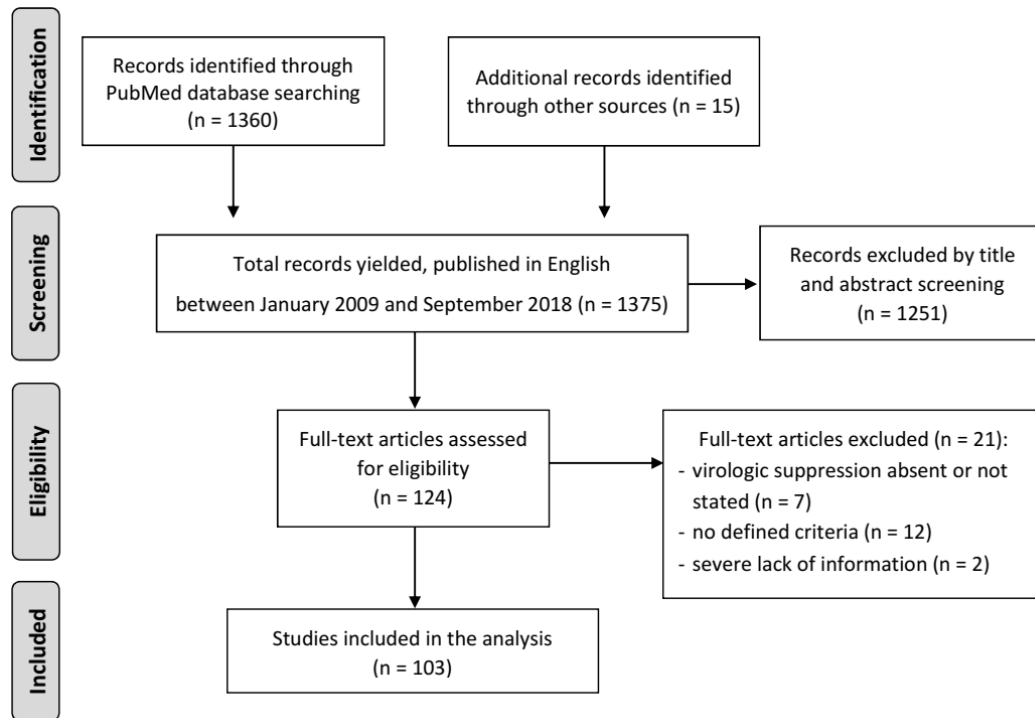 Identification
Records identified through
PubMed database searching
(n = 1360)
Additional records identified
through other sources (n = 15)
Screening
Total records yielded, published in English
between January 2009 and September 2018 (n = 1375)
Records excluded by title
and abstract screening
(n = 1251)
Eligibility
Full-text articles assessed
for eligibility
(n = 124)
Full-text articles excluded (n = 21):
- virologic suppression absent or not
stated (n = 7)
- no defined criteria (n = 12)
- severe lack of information (n = 2)
Included
Studies included in the analysis
(n = 103)